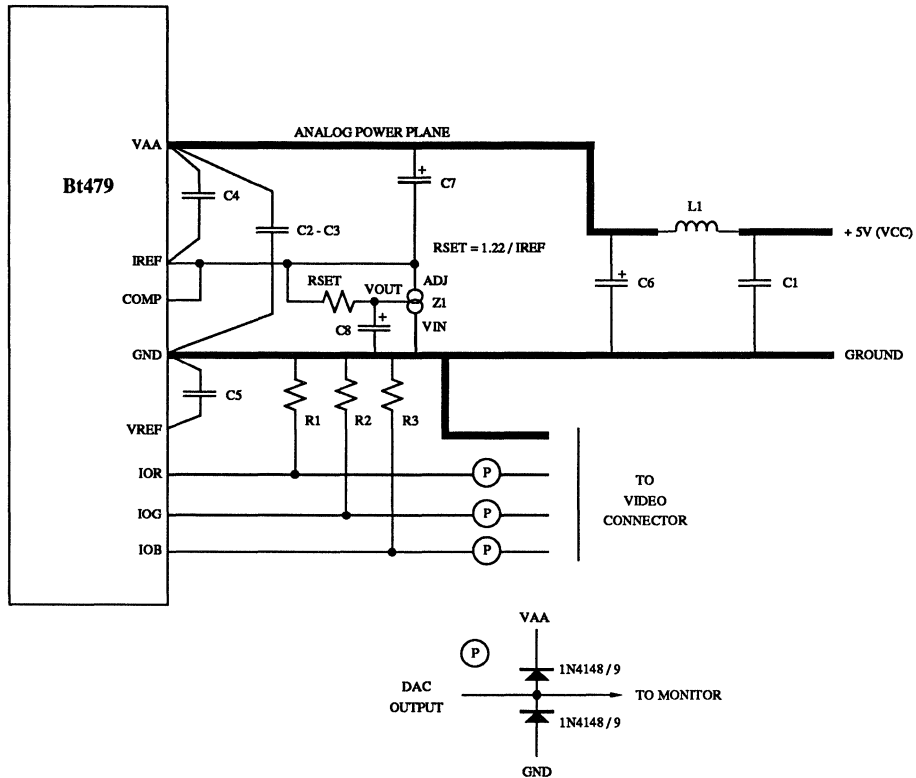 ANALOG POWER PLANE
VAA
Bt479
C4
C7
C2 - C3
L1
+ 5V (VCC)
RSET = 1.22 / IREF
IREF
RSET
ADJ
COMP
VOUT
Z1
+
+
+
C6
C1
C8
VIN
GND
GROUND
C5
R1
R2
R3
VREF
IOR
P
TO
VIDEO
CONNECTOR
IOG
P
IOB
P
VAA
P
1N4148 / 9
DAC
OUTPUT
TO MONITOR
1N4148 / 9
GND